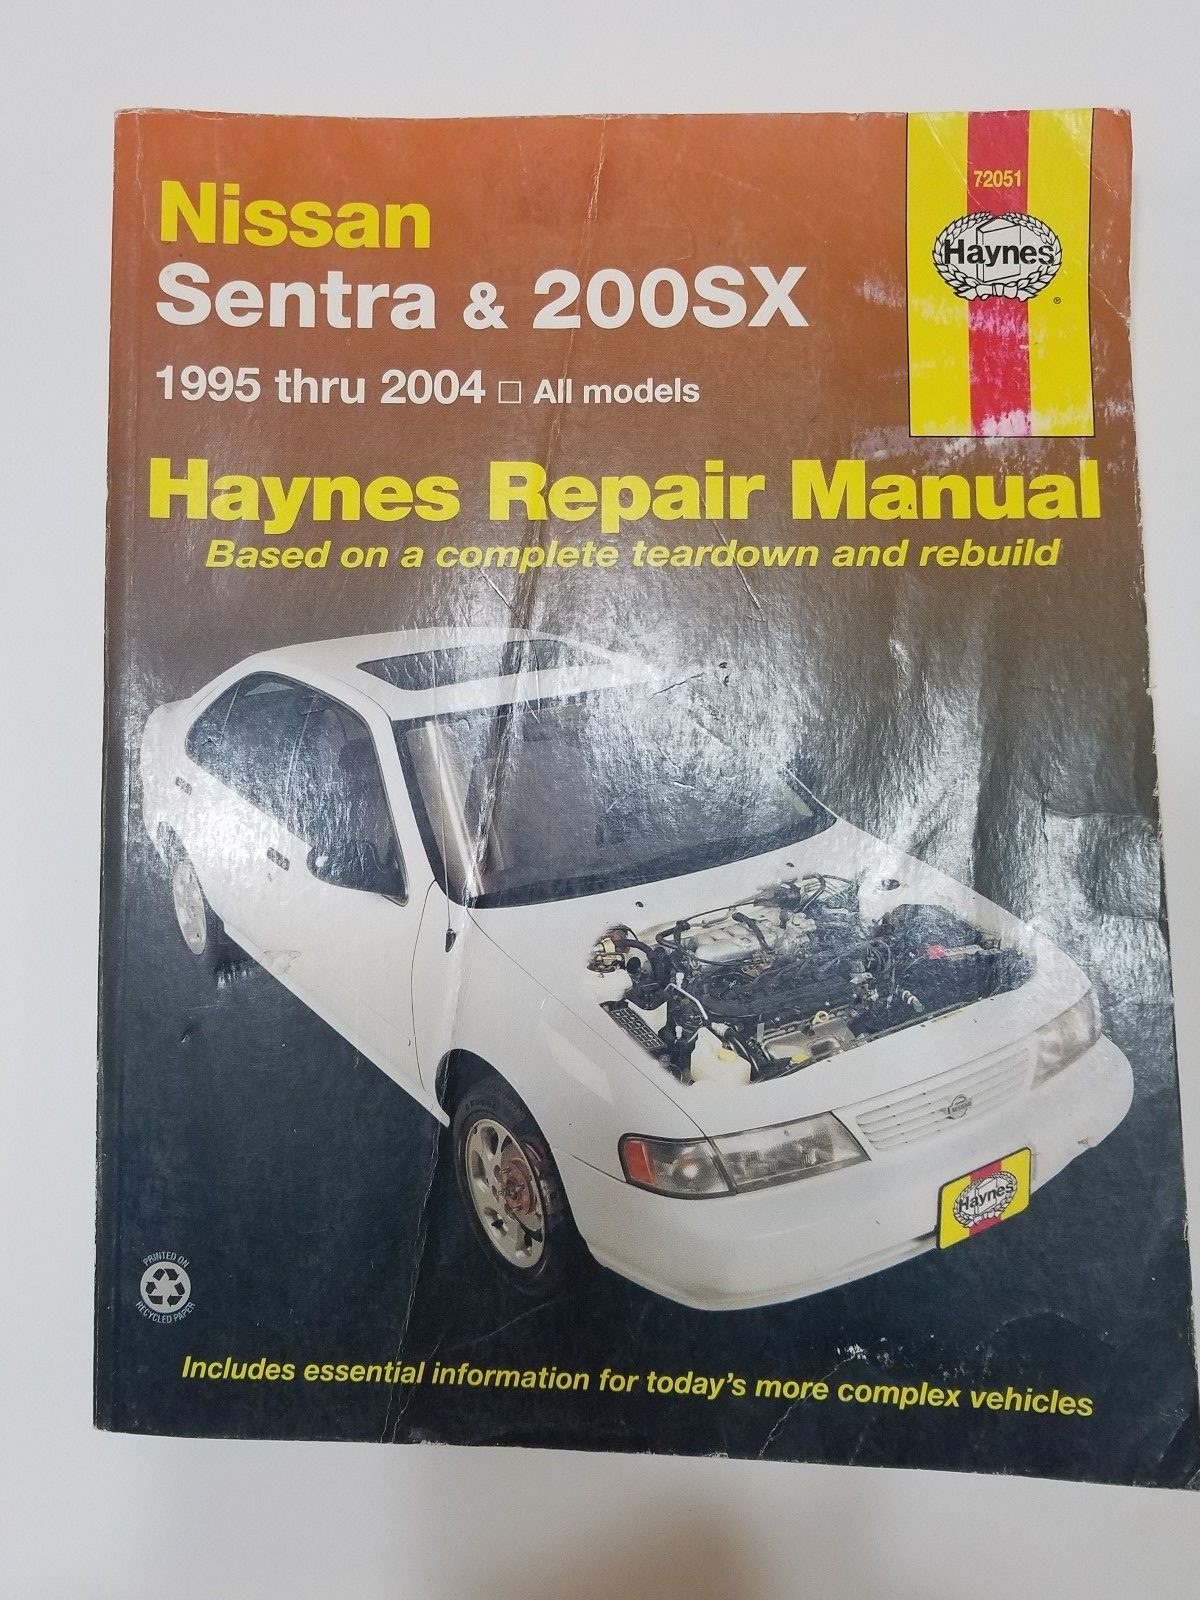 72051
Haynes
®
Nissan
Sentra & 200SX
1995 thru 2004 □ All models
Haynes Repair Manual
Based on a complete teardown and rebuild
NISSAN
Haynes
PRINTED ON
RECYCLED PAPER
Includes essential information for today's more complex vehicles